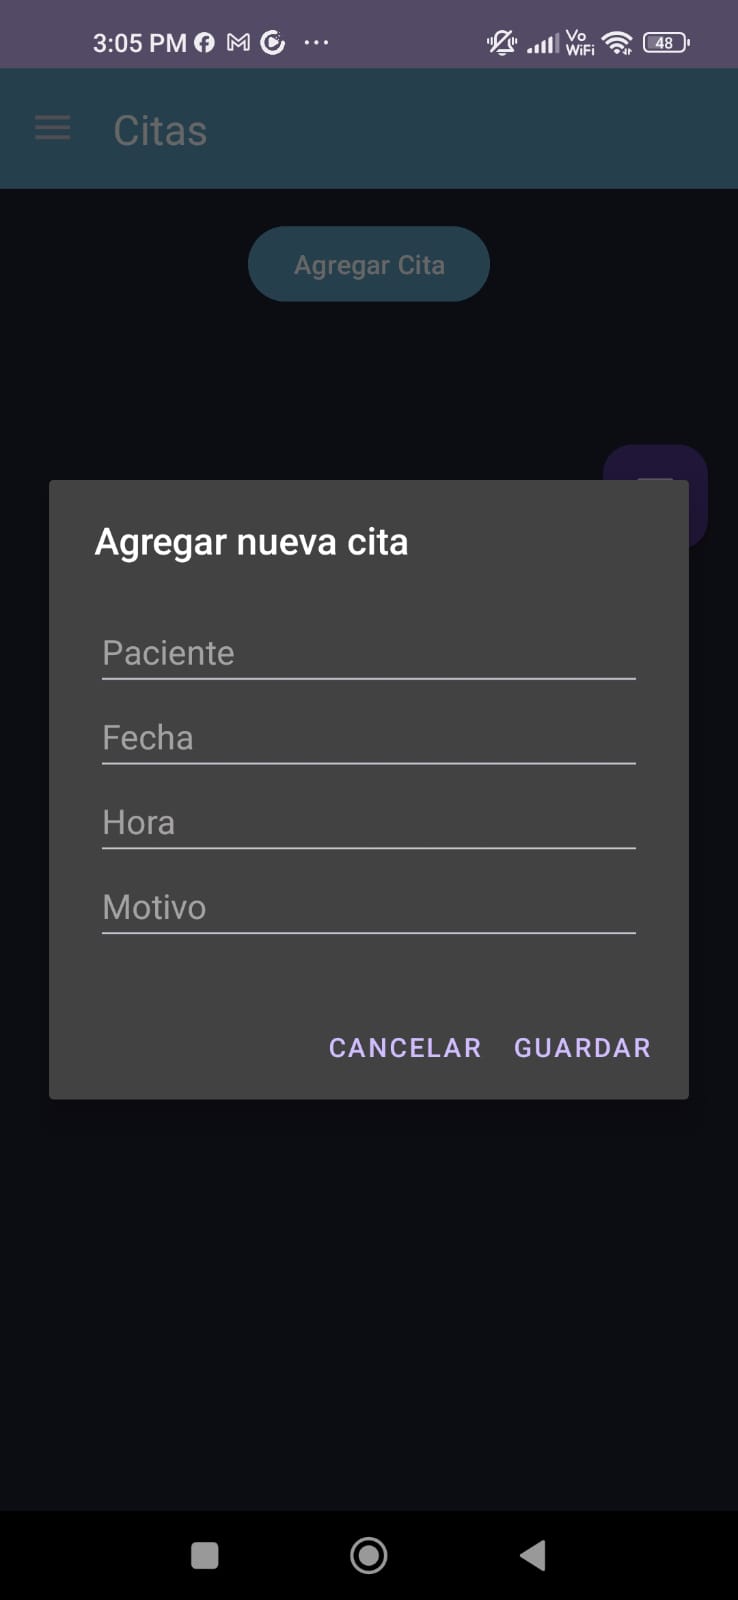 3:05 PM
Vo
WiFi
48
Citas
Agregar Cita
Agregar nueva cita
Paciente
Fecha
Hora
Motivo
CANCELAR GUARDAR